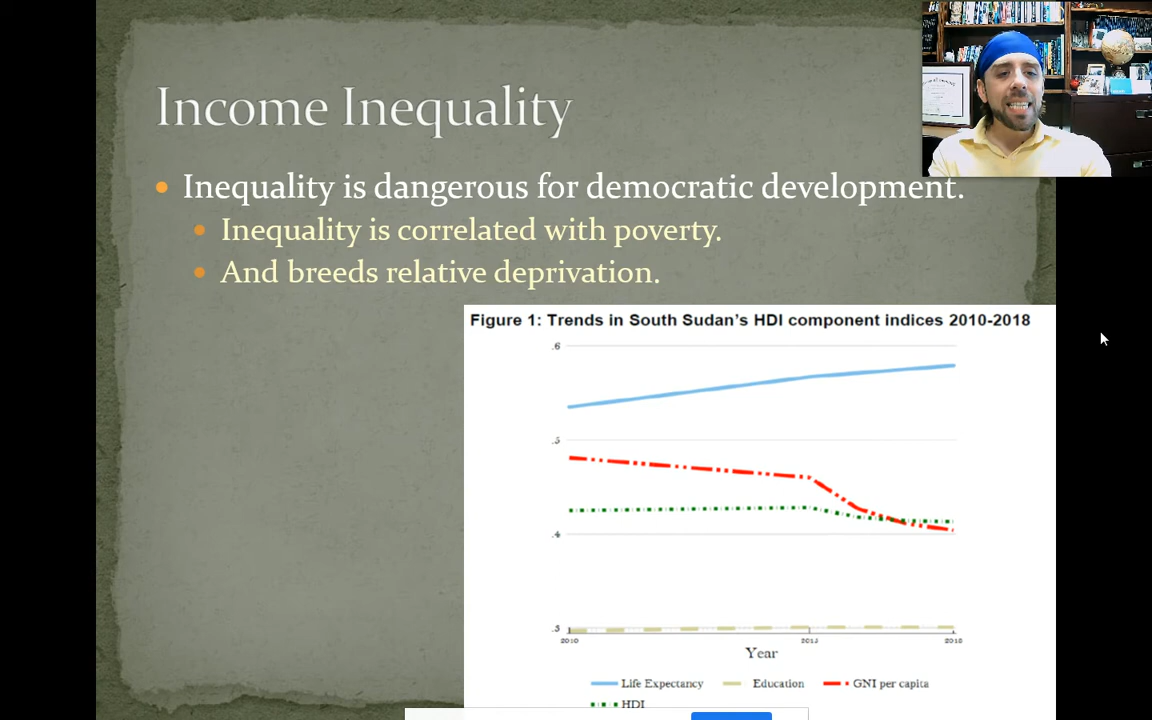 Income Inequality
Inequality is dangerous for democratic development.
Inequality is correlated with poverty.
And breeds relative deprivation.
Figure 1: Trends in South Sudan's HDI component indices 2010-2018
.6
.5
.4
.3
2010 2015 2018
Year
Life Expectancy Education GNI per capita
HDI